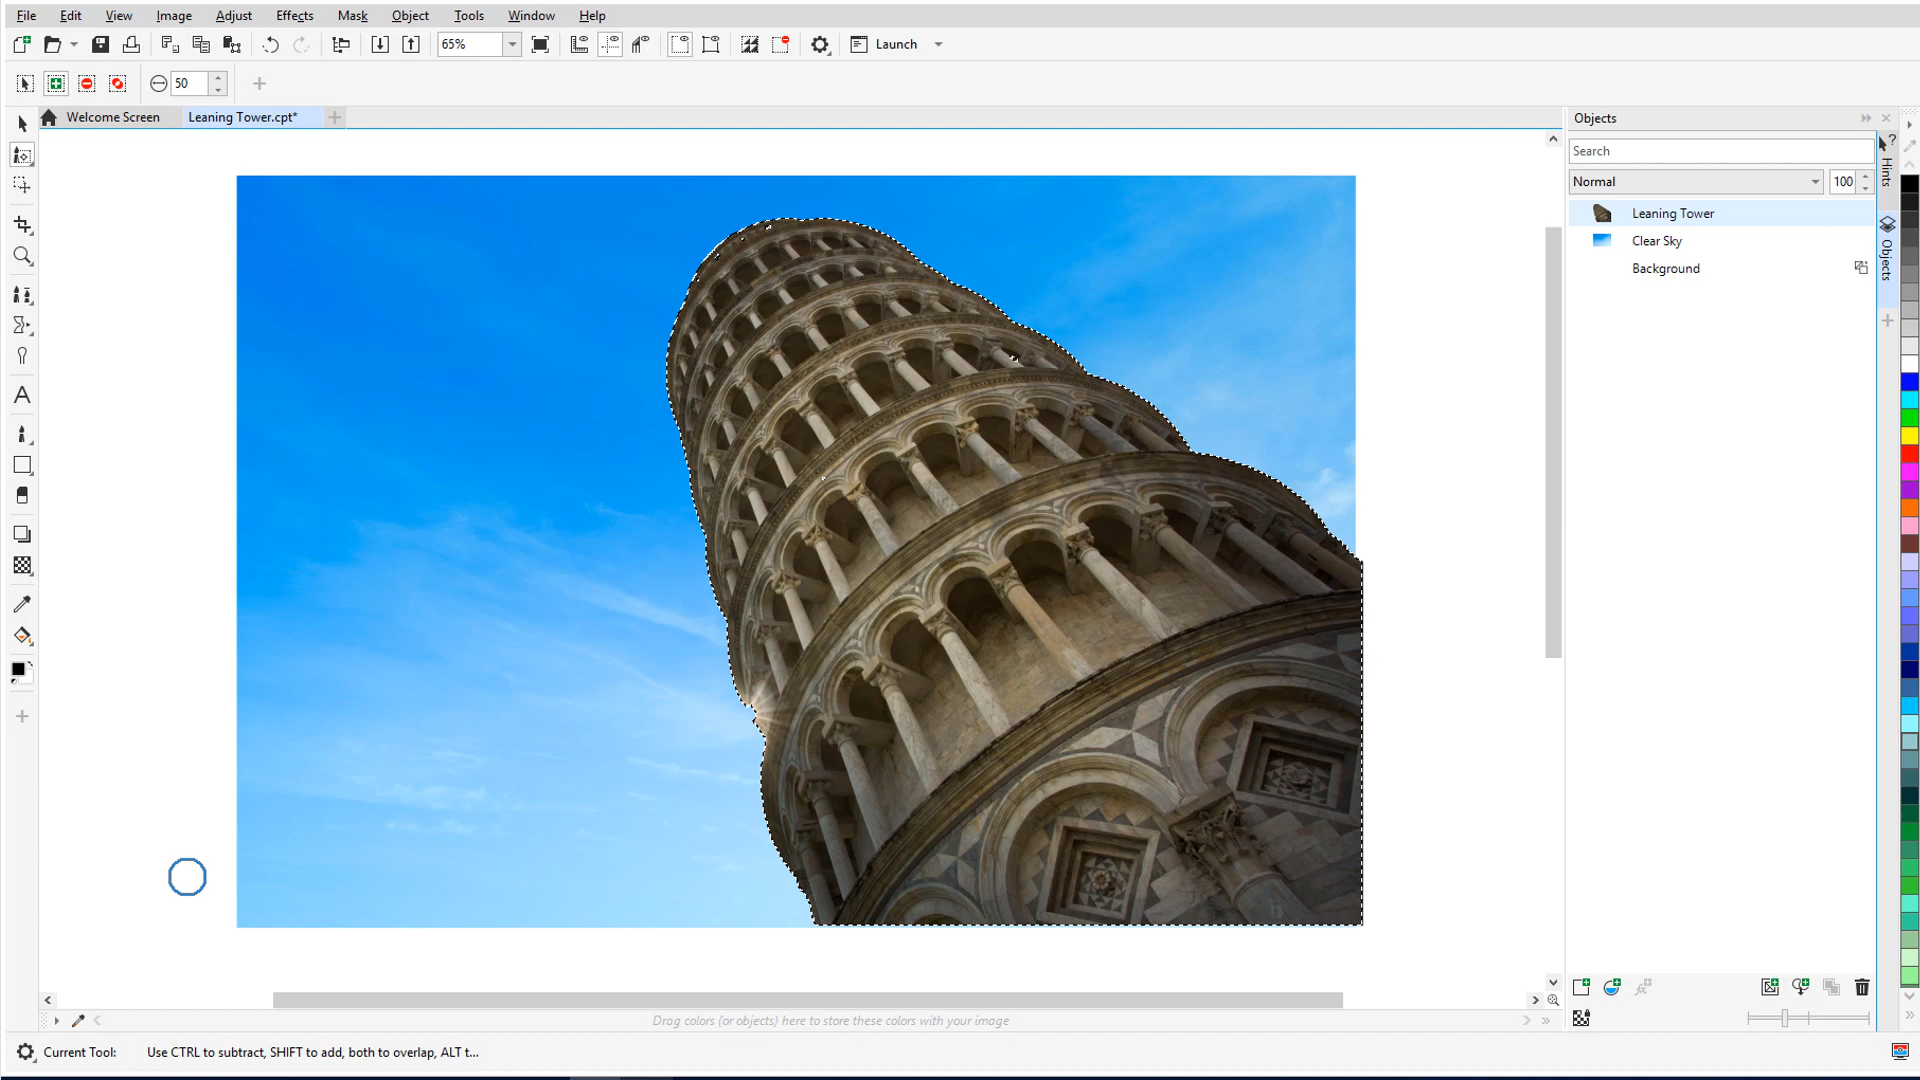 File Edit View Image Adjust Effects Mask Object Tools Window Help
65% Launch
50
Welcome Screen Leaning Tower.cpt*
Objects
Search
Normal 100
Leaning Tower
Clear Sky
Background
Hints
Objects
Drag colors (or objects) here to store these colors with your image
Current Tool: Use CTRL to subtract, SHIFT to add, both to overlap, ALT t...